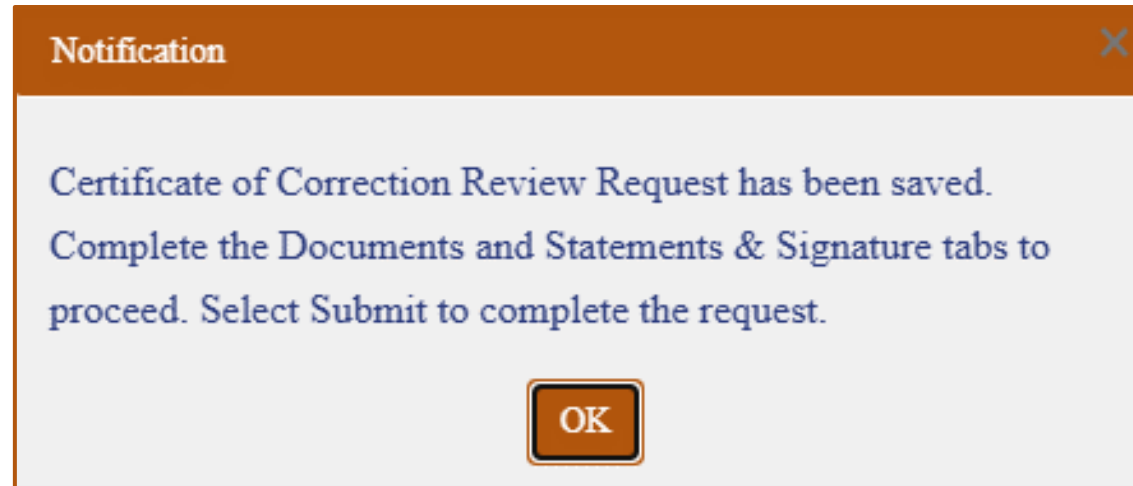 Notification
Certificate of Correction Review Request has been saved.
Complete the Documents and Statements & Signature tabs to
proceed. Select Submit to complete the request.
OK